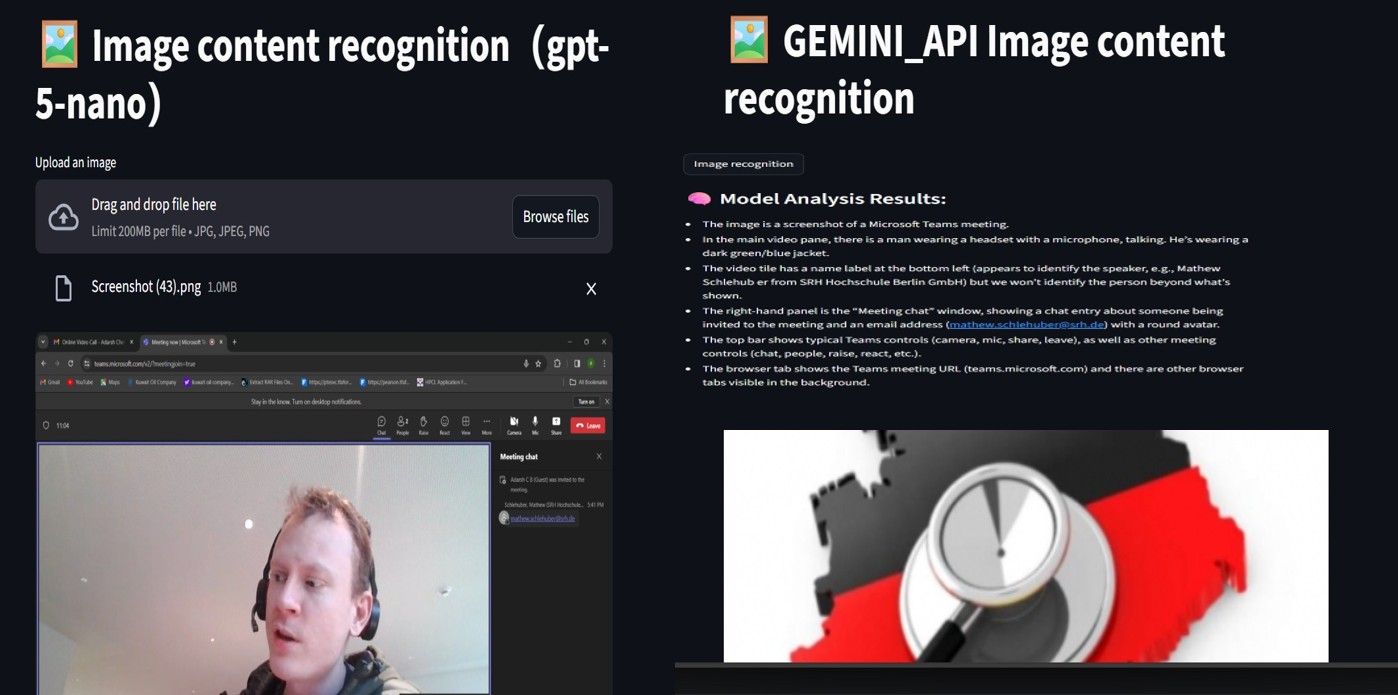 Image content recognition（gpt-
5-nano）
Upload an image
Drag and drop file here
Limit 200MB per file • JPG, JPEG, PNG
Browse files
Screenshot (43).png 1.0MB
X
Online Video Call - Adarsh
Meeting now | Microsoft
teams.microsoft.com/v2/?meetingjoin=true
Gmail YouTube Maps Kuwait Oil Company kuwait oil company... Extract RAR Files On... HPCL Application F... All Bookmarks
Stay in the know. Turn on desktop notifications. Turn on
11:04
Chat People Raise React View More Camera Mic Share Leave
Meeting chat
Adarsh C B (Guest) was invited to the
meeting.
Schlehuber, Mathew (SRH Hochschule... 5:41 PM
mathew.schlehuber@srh.de
GEMINI_API Image content
recognition
Image recognition
Model Analysis Results:
The image is a screenshot of a Microsoft Teams meeting.
In the main video pane, there is a man wearing a headset with a microphone, talking. He's wearing a
dark green/blue jacket.
The video tile has a name label at the bottom left (appears to identify the speaker, e.g., Mathew
Schlehub er from SRH Hochschule Berlin GmbH) but we won't identify the person beyond what's
shown.
The right-hand panel is the "Meeting chat" window, showing a chat entry about someone being
invited to the meeting and an email address (mathew.schlehuber@srh.de) with a round avatar.
The top bar shows typical Teams controls (camera, mic, share, leave), as well as other meeting
controls (chat, people, raise, react, etc.).
The browser tab shows the Teams meeting URL (teams.microsoft.com) and there are other browser
tabs visible in the background.